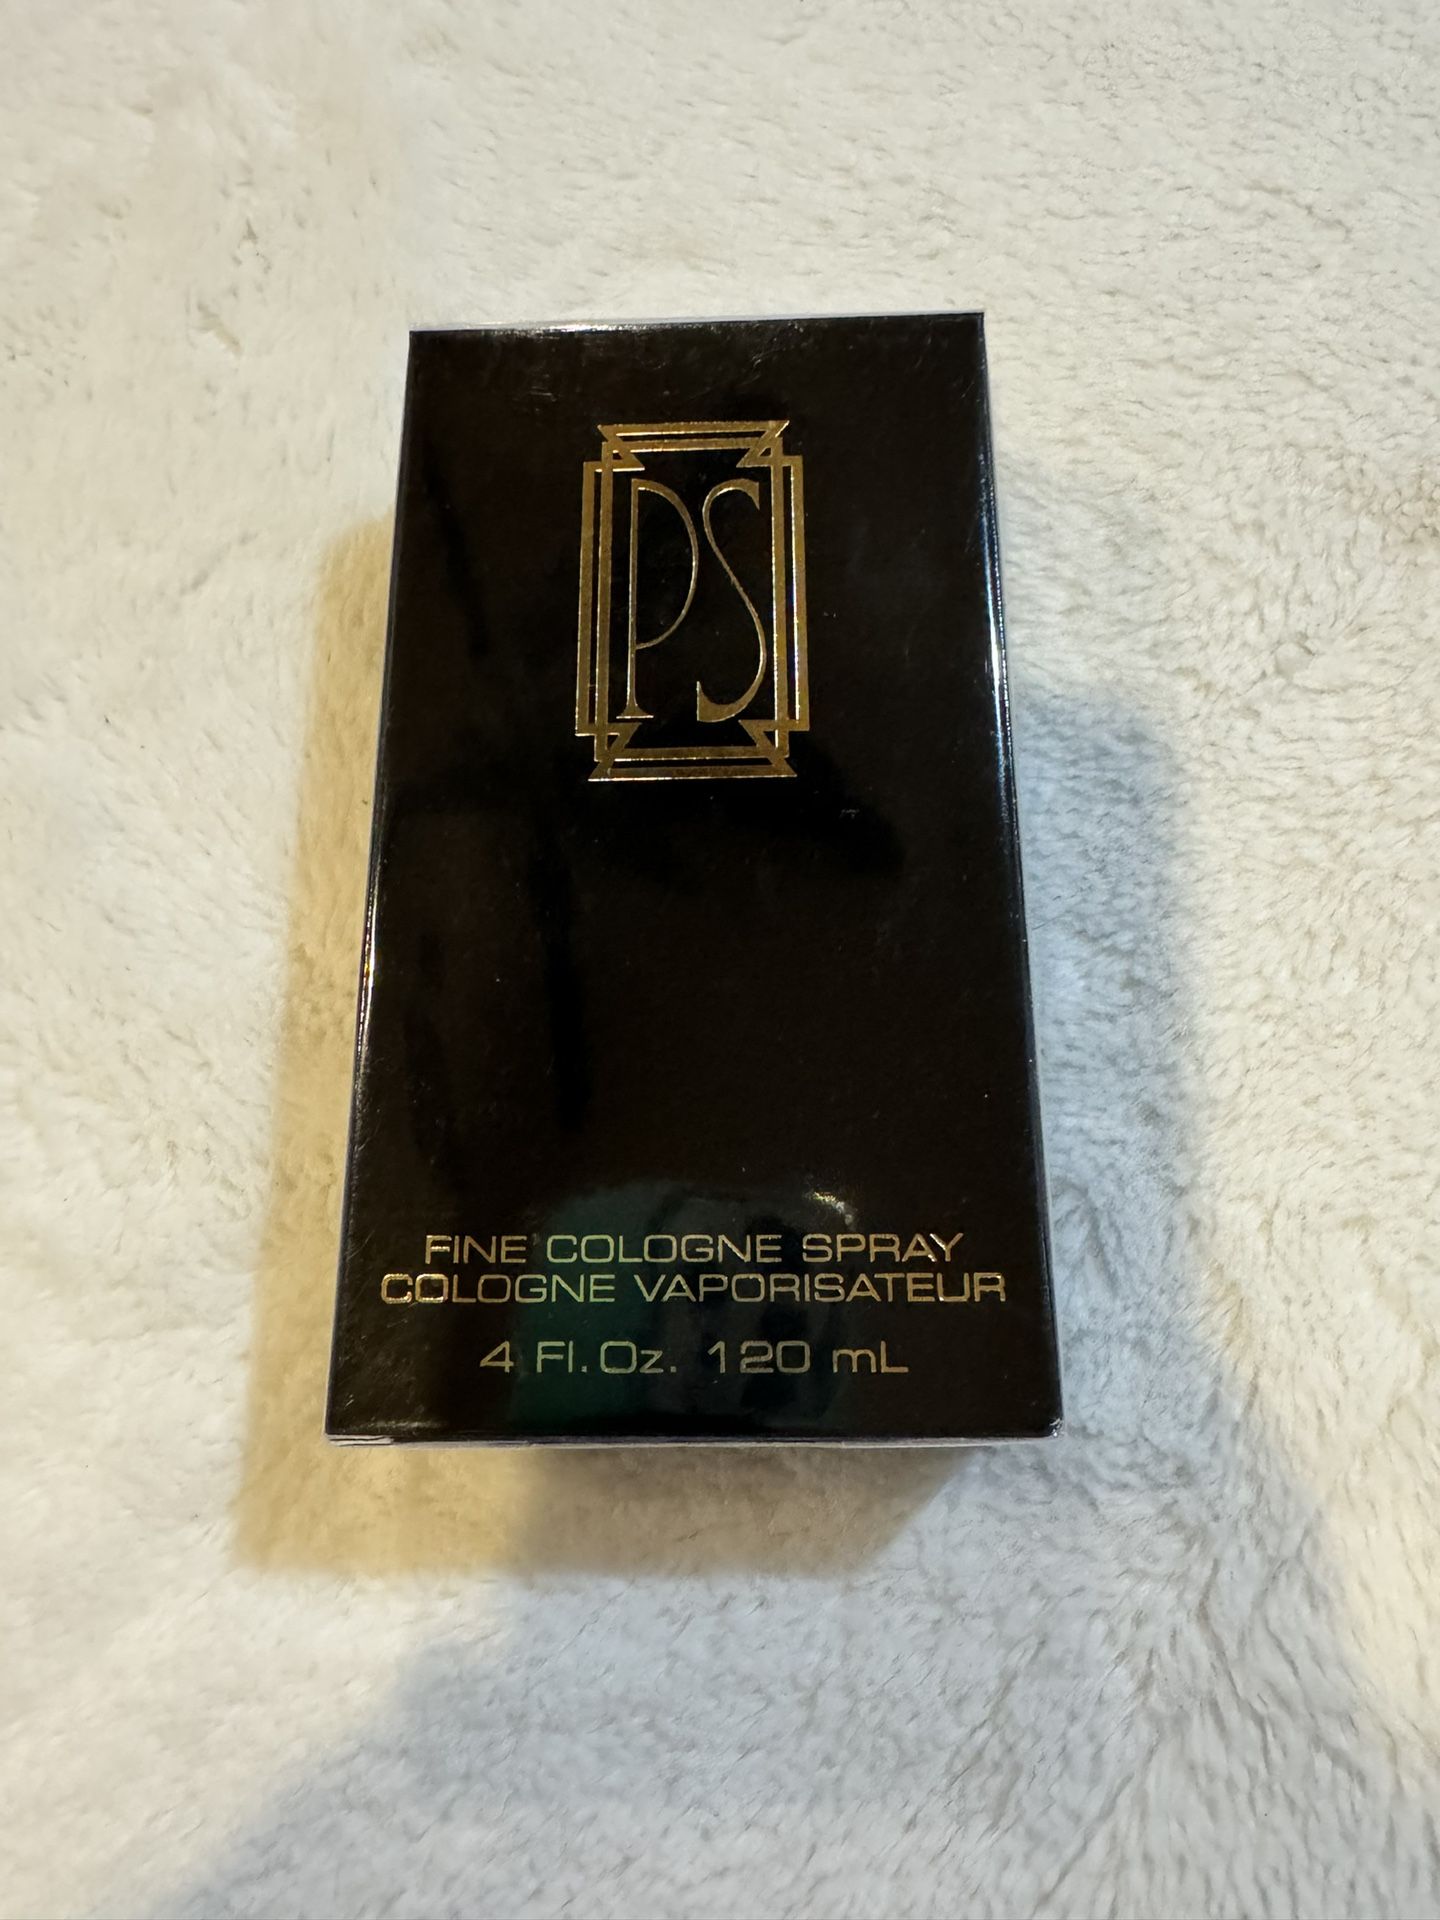 PS
FINE COLOGNE SPRAY
COLOGNE VAPORISATEUR
4 Fl. Oz. 120 mL